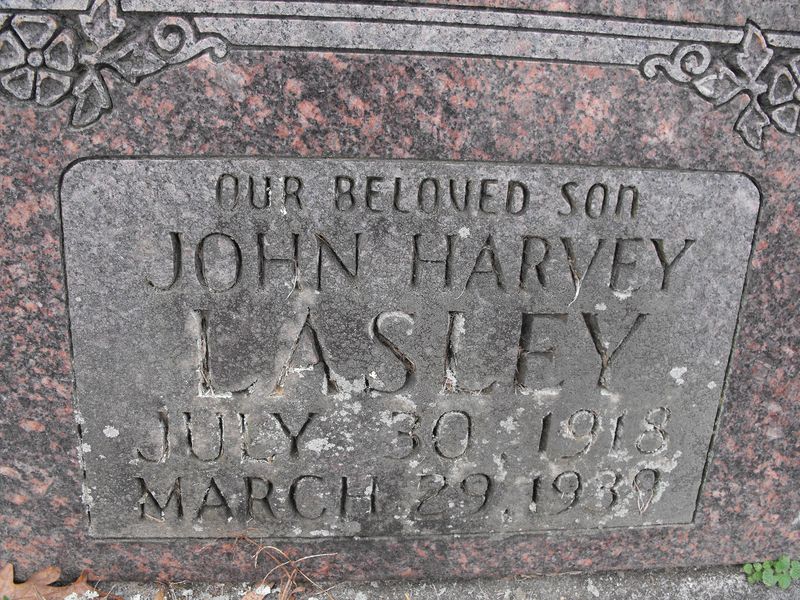 OUR BELOVED SON
JOHN HARVEY
LASLEY
JULY 30, 1918
MARCH 29, 1939